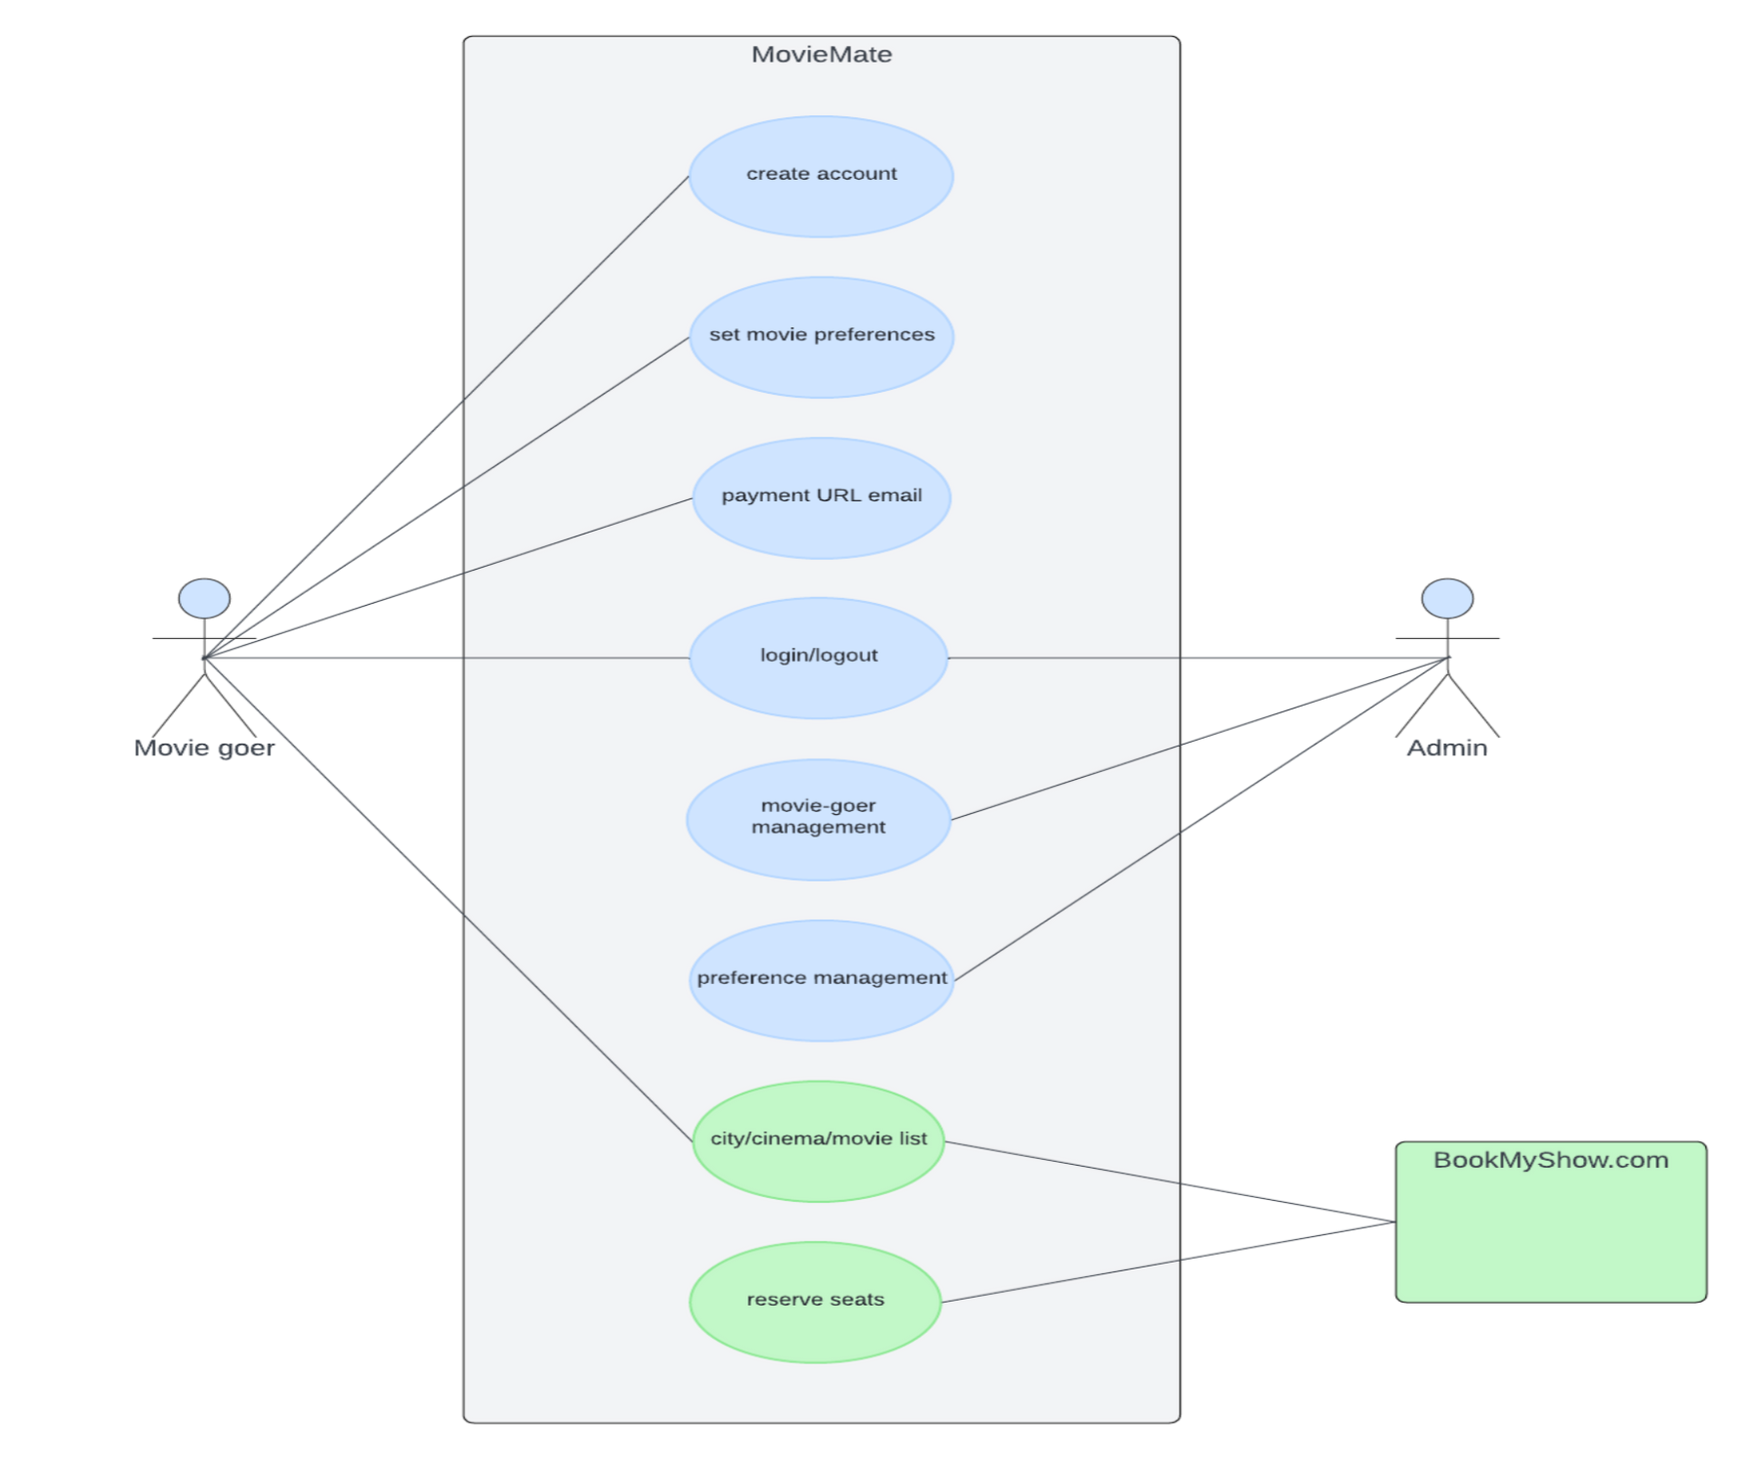 MovieMate
create account
set movie preferences
payment URL email
login/logout
Movie goer
Admin
movie-goer
management
preference management
city/cinema/movie list
BookMyShow.com
reserve seats